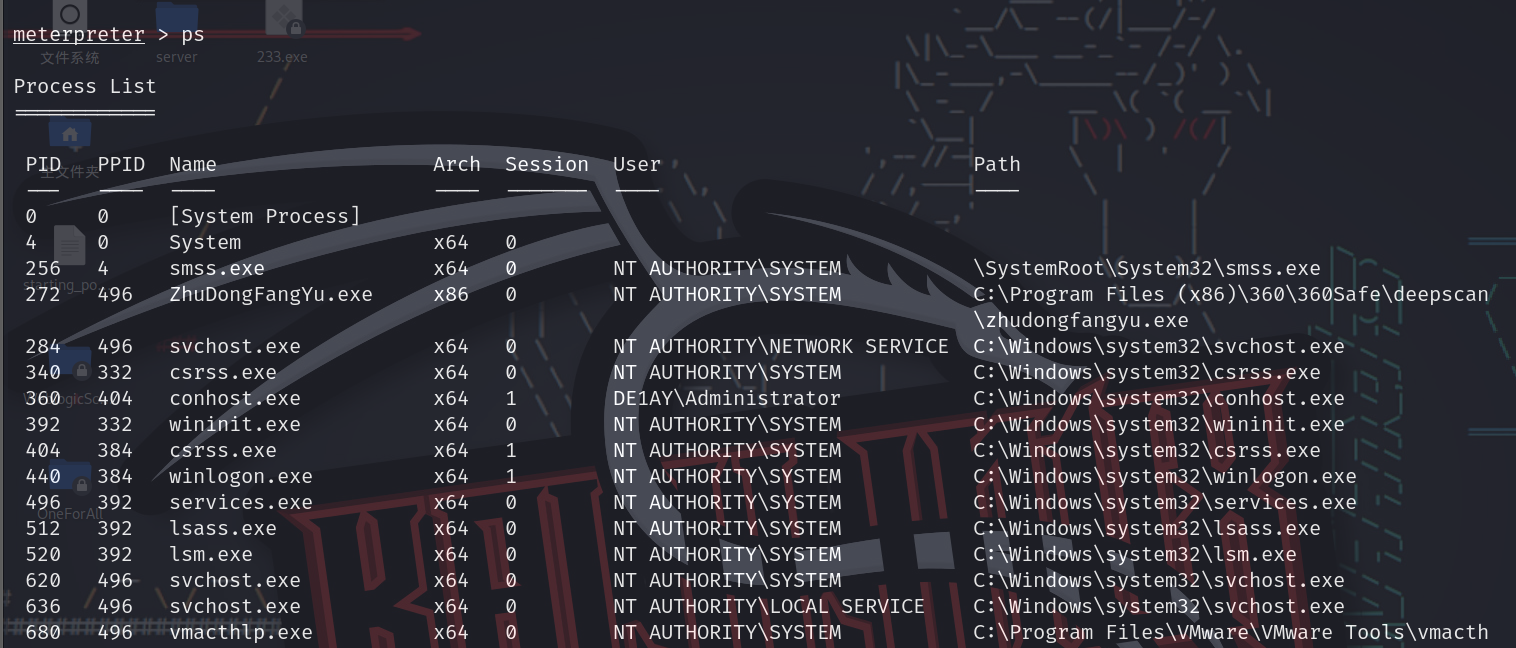 meterpreter > ps
文件系统 server 233.exe
Process List
============
PID PPID Name Arch Session User Path
--- ---- ---- ---- ------- ---- ----
0 0 [System Process]
4 0 System x64 0
256 4 smss.exe x64 0 NT AUTHORITY\SYSTEM \SystemRoot\System32\smss.exe
272 496 ZhuDongFangYu.exe x86 0 NT AUTHORITY\SYSTEM C:\Program Files (x86)\360\360Safe\deepscan
\zhudongfangyu.exe
284 496 svchost.exe x64 0 NT AUTHORITY\NETWORK SERVICE C:\Windows\system32\svchost.exe
340 332 csrss.exe x64 0 NT AUTHORITY\SYSTEM C:\Windows\system32\csrss.exe
360 404 conhost.exe x64 1 DE1AY\Administrator C:\Windows\system32\conhost.exe
392 332 wininit.exe x64 0 NT AUTHORITY\SYSTEM C:\Windows\system32\wininit.exe
404 384 csrss.exe x64 1 NT AUTHORITY\SYSTEM C:\Windows\system32\csrss.exe
440 384 winlogon.exe x64 1 NT AUTHORITY\SYSTEM C:\Windows\system32\winlogon.exe
496 392 services.exe x64 0 NT AUTHORITY\SYSTEM C:\Windows\system32\services.exe
512 392 lsass.exe x64 0 NT AUTHORITY\SYSTEM C:\Windows\system32\lsass.exe
OneForAll
520 392 lsm.exe x64 0 NT AUTHORITY\SYSTEM C:\Windows\system32\lsm.exe
620 496 svchost.exe x64 0 NT AUTHORITY\SYSTEM C:\Windows\system32\svchost.exe
636 496 svchost.exe x64 0 NT AUTHORITY\LOCAL SERVICE C:\Windows\system32\svchost.exe
680 496 vmacthlp.exe x64 0 NT AUTHORITY\SYSTEM C:\Program Files\VMware\VMware Tools\vmacth